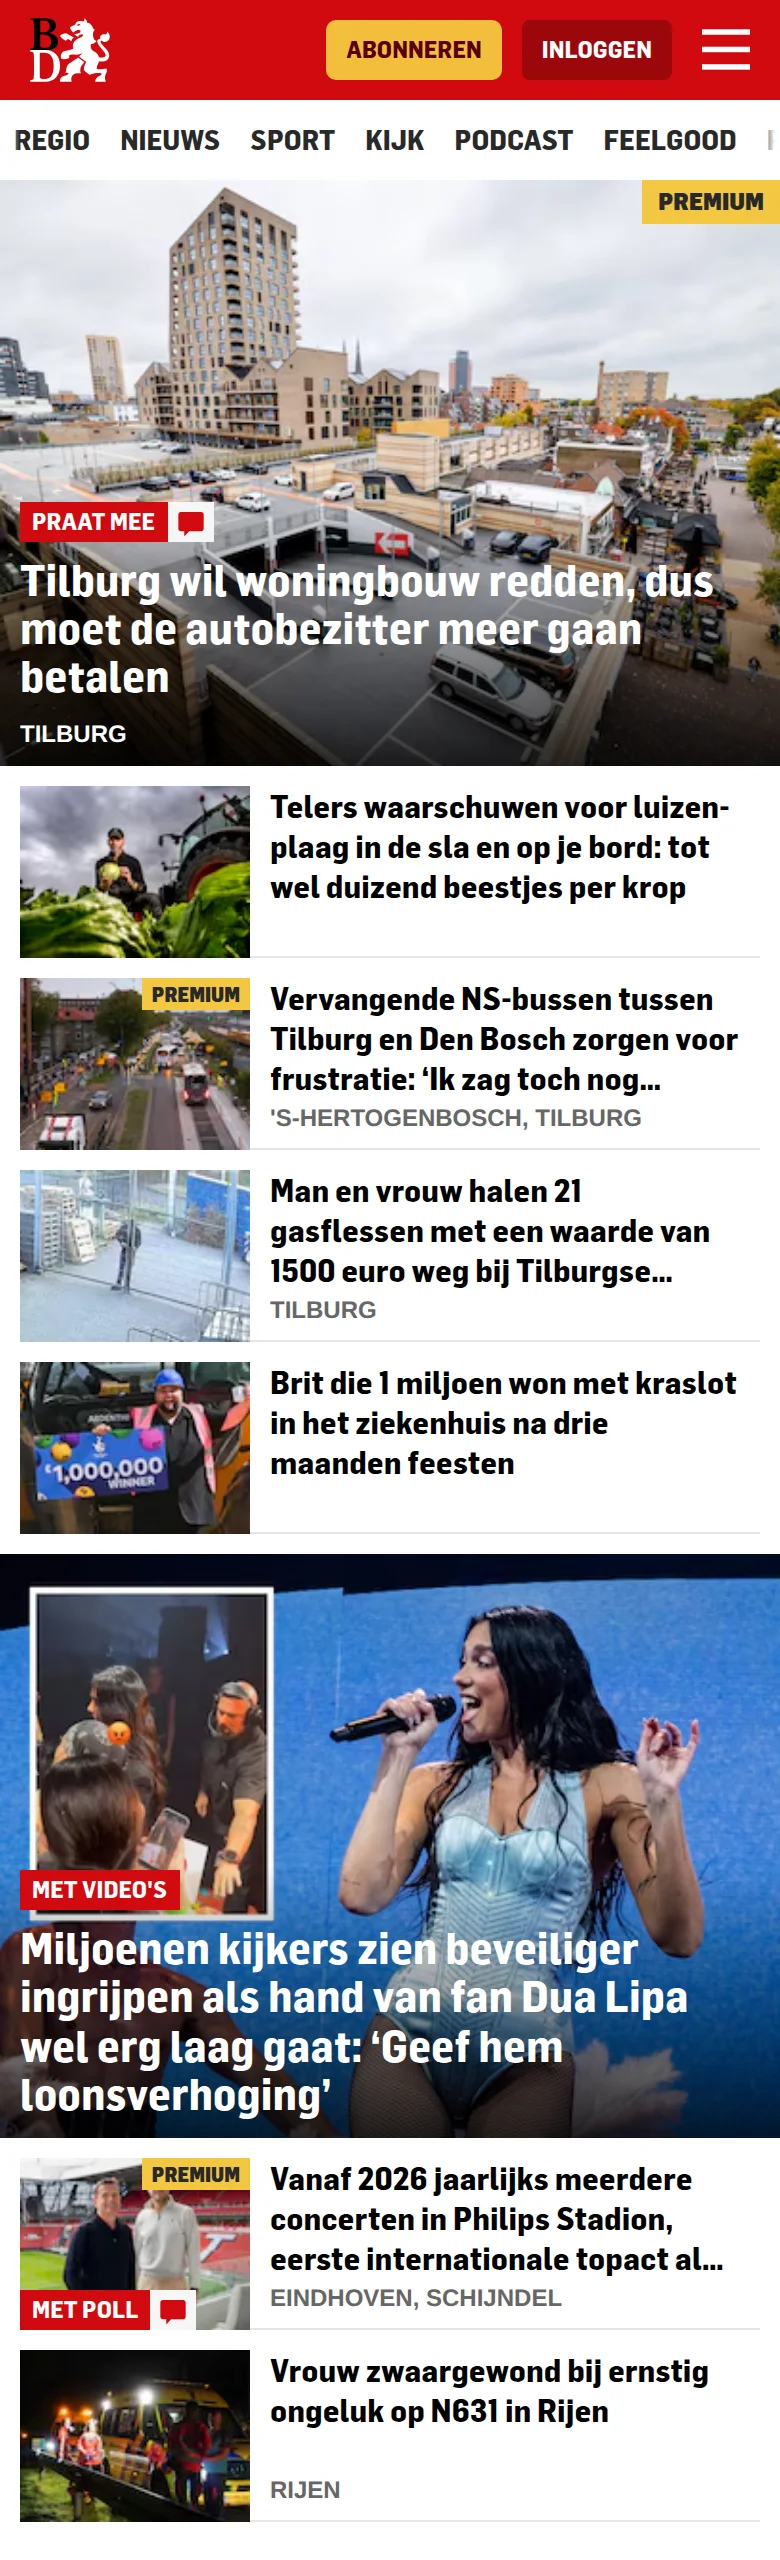 BD
ABONNEREN
INLOGGEN
REGIO NIEUWS SPORT KIJK PODCAST FEELGOOD
PREMIUM
PRAAT MEE
Tilburg wil woningbouw redden, dus
moet de autobezitter meer gaan
betalen
TILBURG
Telers waarschuwen voor luizen-
plaag in de sla en op je bord: tot
wel duizend beestjes per krop
PREMIUM
Vervangende NS-bussen tussen
Tilburg en Den Bosch zorgen voor
frustratie: ‘Ik zag toch nog...
'S-HERTOGENBOSCH, TILBURG
Man en vrouw halen 21
gasflessen met een waarde van
1500 euro weg bij Tilburgse...
TILBURG
£1,000,000
WINNER
Brit die 1 miljoen won met kraslot
in het ziekenhuis na drie
maanden feesten
MET VIDEO'S
Miljoenen kijkers zien beveiliger
ingrijpen als hand van fan Dua Lipa
wel erg laag gaat: ‘Geef hem
loonsverhoging’
PREMIUM
MET POLL
Vanaf 2026 jaarlijks meerdere
concerten in Philips Stadion,
eerste internationale topact al...
EINDHOVEN, SCHIJNDEL
Vrouw zwaargewond bij ernstig
ongeluk op N631 in Rijen
RIJEN